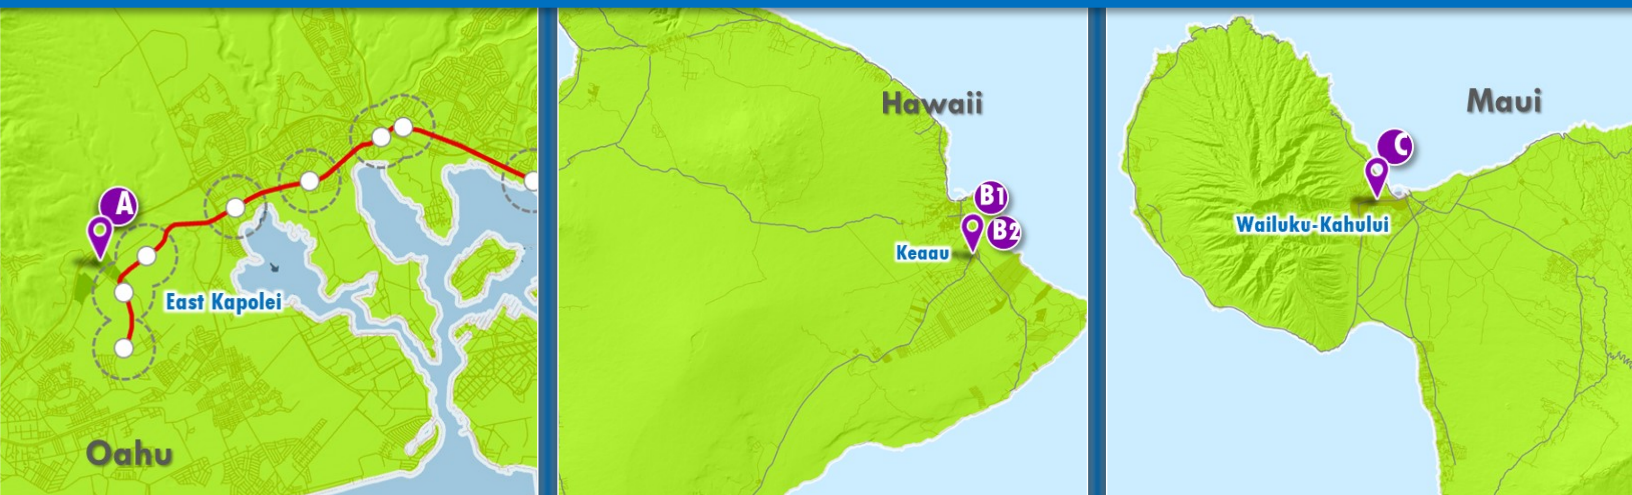 A
East Kapolei
Oahu
Hawaii
B1
B2
Keaau
Maui
C
Wailuku-Kahului